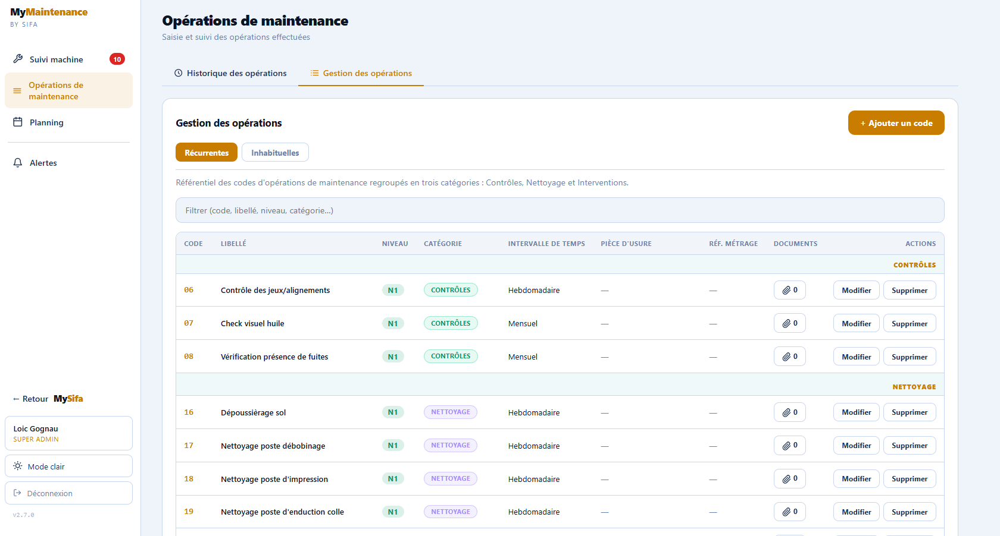 MyMaintenance
BY SIFA
Suivi machine 10
Opérations de
maintenance
Planning
Alertes
← Retour MySifa
Loic Gognau
SUPER ADMIN
Mode clair
Déconnexion
v2.7.0
Opérations de maintenance
Saisie et suivi des opérations effectuées
Historique des opérations Gestion des opérations
Gestion des opérations
+ Ajouter un code
Récurrentes Inhabituelles
Référentiel des codes d'opérations de maintenance regroupés en trois catégories : Contrôles, Nettoyage et Interventions.
Filtrer (code, libellé, niveau, catégorie...)
CODE LIBELLÉ NIVEAU CATÉGORIE INTERVALLE DE TEMPS PIÈCE D'USURE RÉF. MÉTRAGE DOCUMENTS ACTIONS
CONTRÔLES
06 Contrôle des jeux/alignements N1 CONTRÔLES Hebdomadaire — — 0 Modifier Supprimer
07 Check visuel huile N1 CONTRÔLES Mensuel — — 0 Modifier Supprimer
08 Vérification présence de fuites N1 CONTRÔLES Mensuel — — 0 Modifier Supprimer
NETTOYAGE
16 Dépoussièrage sol N1 NETTOYAGE Hebdomadaire — — 0 Modifier Supprimer
17 Nettoyage poste débobinage N1 NETTOYAGE Hebdomadaire — — 0 Modifier Supprimer
18 Nettoyage poste d'impression N1 NETTOYAGE Hebdomadaire — — 0 Modifier Supprimer
19 Nettoyage poste d'enduction colle N1 NETTOYAGE Hebdomadaire — — 0 Modifier Supprimer